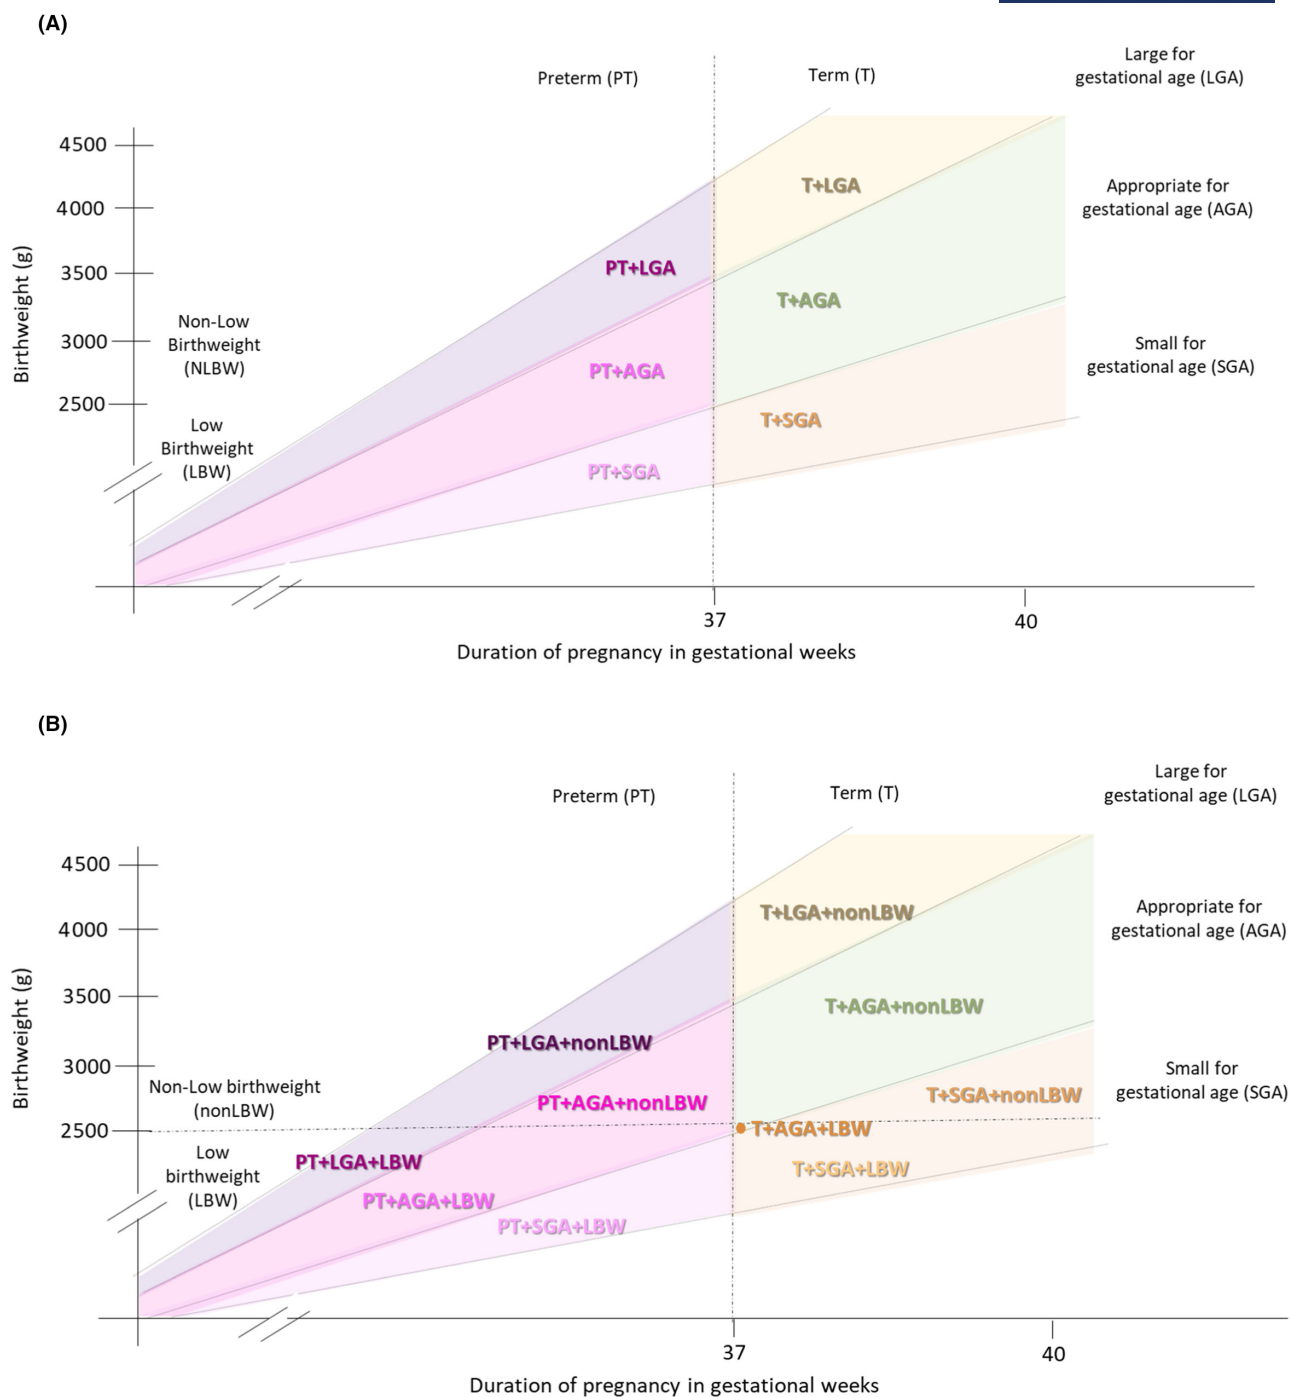 (A)
Preterm (PT)
Term (T)
Large for
gestational age (LGA)
4500
4000
3500
3000
2500
Birthweight (g)
T+LGA
Appropriate for
gestational age (AGA)
PT+LGA
T+AGA
Non-Low
Birthweight
(NLBW)
PT+AGA
Small for
gestational age (SGA)
Low
Birthweight
(LBW)
T+SGA
PT+SGA
37
40
Duration of pregnancy in gestational weeks
(B)
Preterm (PT)
Term (T)
Large for
gestational age (LGA)
4500
4000
3500
3000
2500
Birthweight (g)
T+LGA+nonLBW
Appropriate for
gestational age (AGA)
T+AGA+nonLBW
PT+LGA+nonLBW
Non-Low birthweight
(nonLBW)
PT+AGA+nonLBW
T+SGA+nonLBW
Small for
gestational age (SGA)
T+AGA+LBW
Low
birthweight
(LBW)
PT+LGA+LBW
T+SGA+LBW
PT+AGA+LBW
PT+SGA+LBW
37
40
Duration of pregnancy in gestational weeks